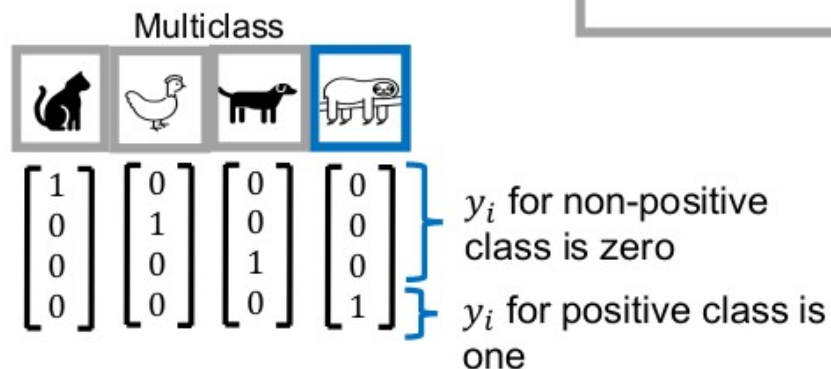 Multiclass
1 0 0 0
0 1 0 0
0 0 1 0
0 0 0 1
y_i for non-positive
class is zero
y_i for positive class is
one